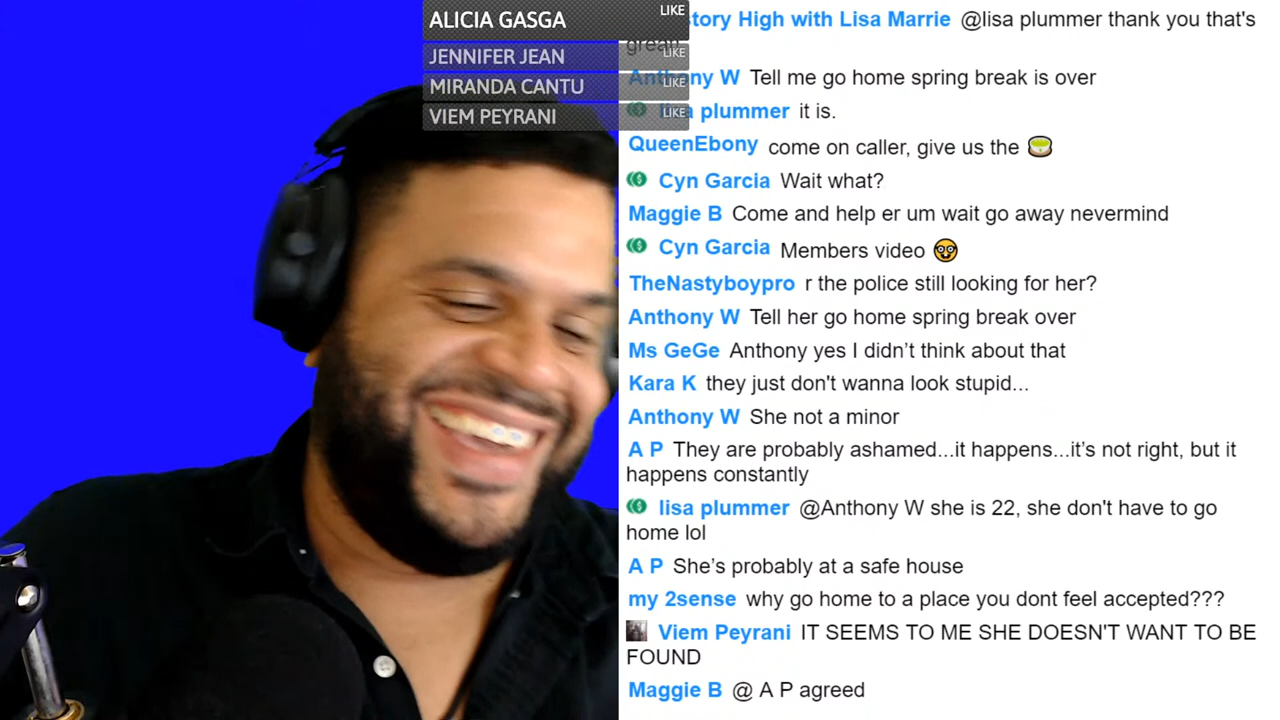 ALICIA GASGA LIKE
JENNIFER JEAN LIKE
MIRANDA CANTU LIKE
VIEM PEYRANI LIKE
tory High with Lisa Marrie @lisa plummer thank you that's
great
Anthony W Tell me go home spring break is over
lisa plummer it is.
QueenEbony come on caller, give us the
Cyn Garcia Wait what?
Maggie B Come and help er um wait go away nevermind
Cyn Garcia Members video
TheNastyboypro r the police still looking for her?
Anthony W Tell her go home spring break over
Ms GeGe Anthony yes I didn’t think about that
Kara K they just don't wanna look stupid...
Anthony W She not a minor
A P They are probably ashamed...it happens...it’s not right, but it
happens constantly
lisa plummer @Anthony W she is 22, she don't have to go
home lol
A P She’s probably at a safe house
my 2sense why go home to a place you dont feel accepted???
Viem Peyrani IT SEEMS TO ME SHE DOESN'T WANT TO BE
FOUND
Maggie B @ A P agreed